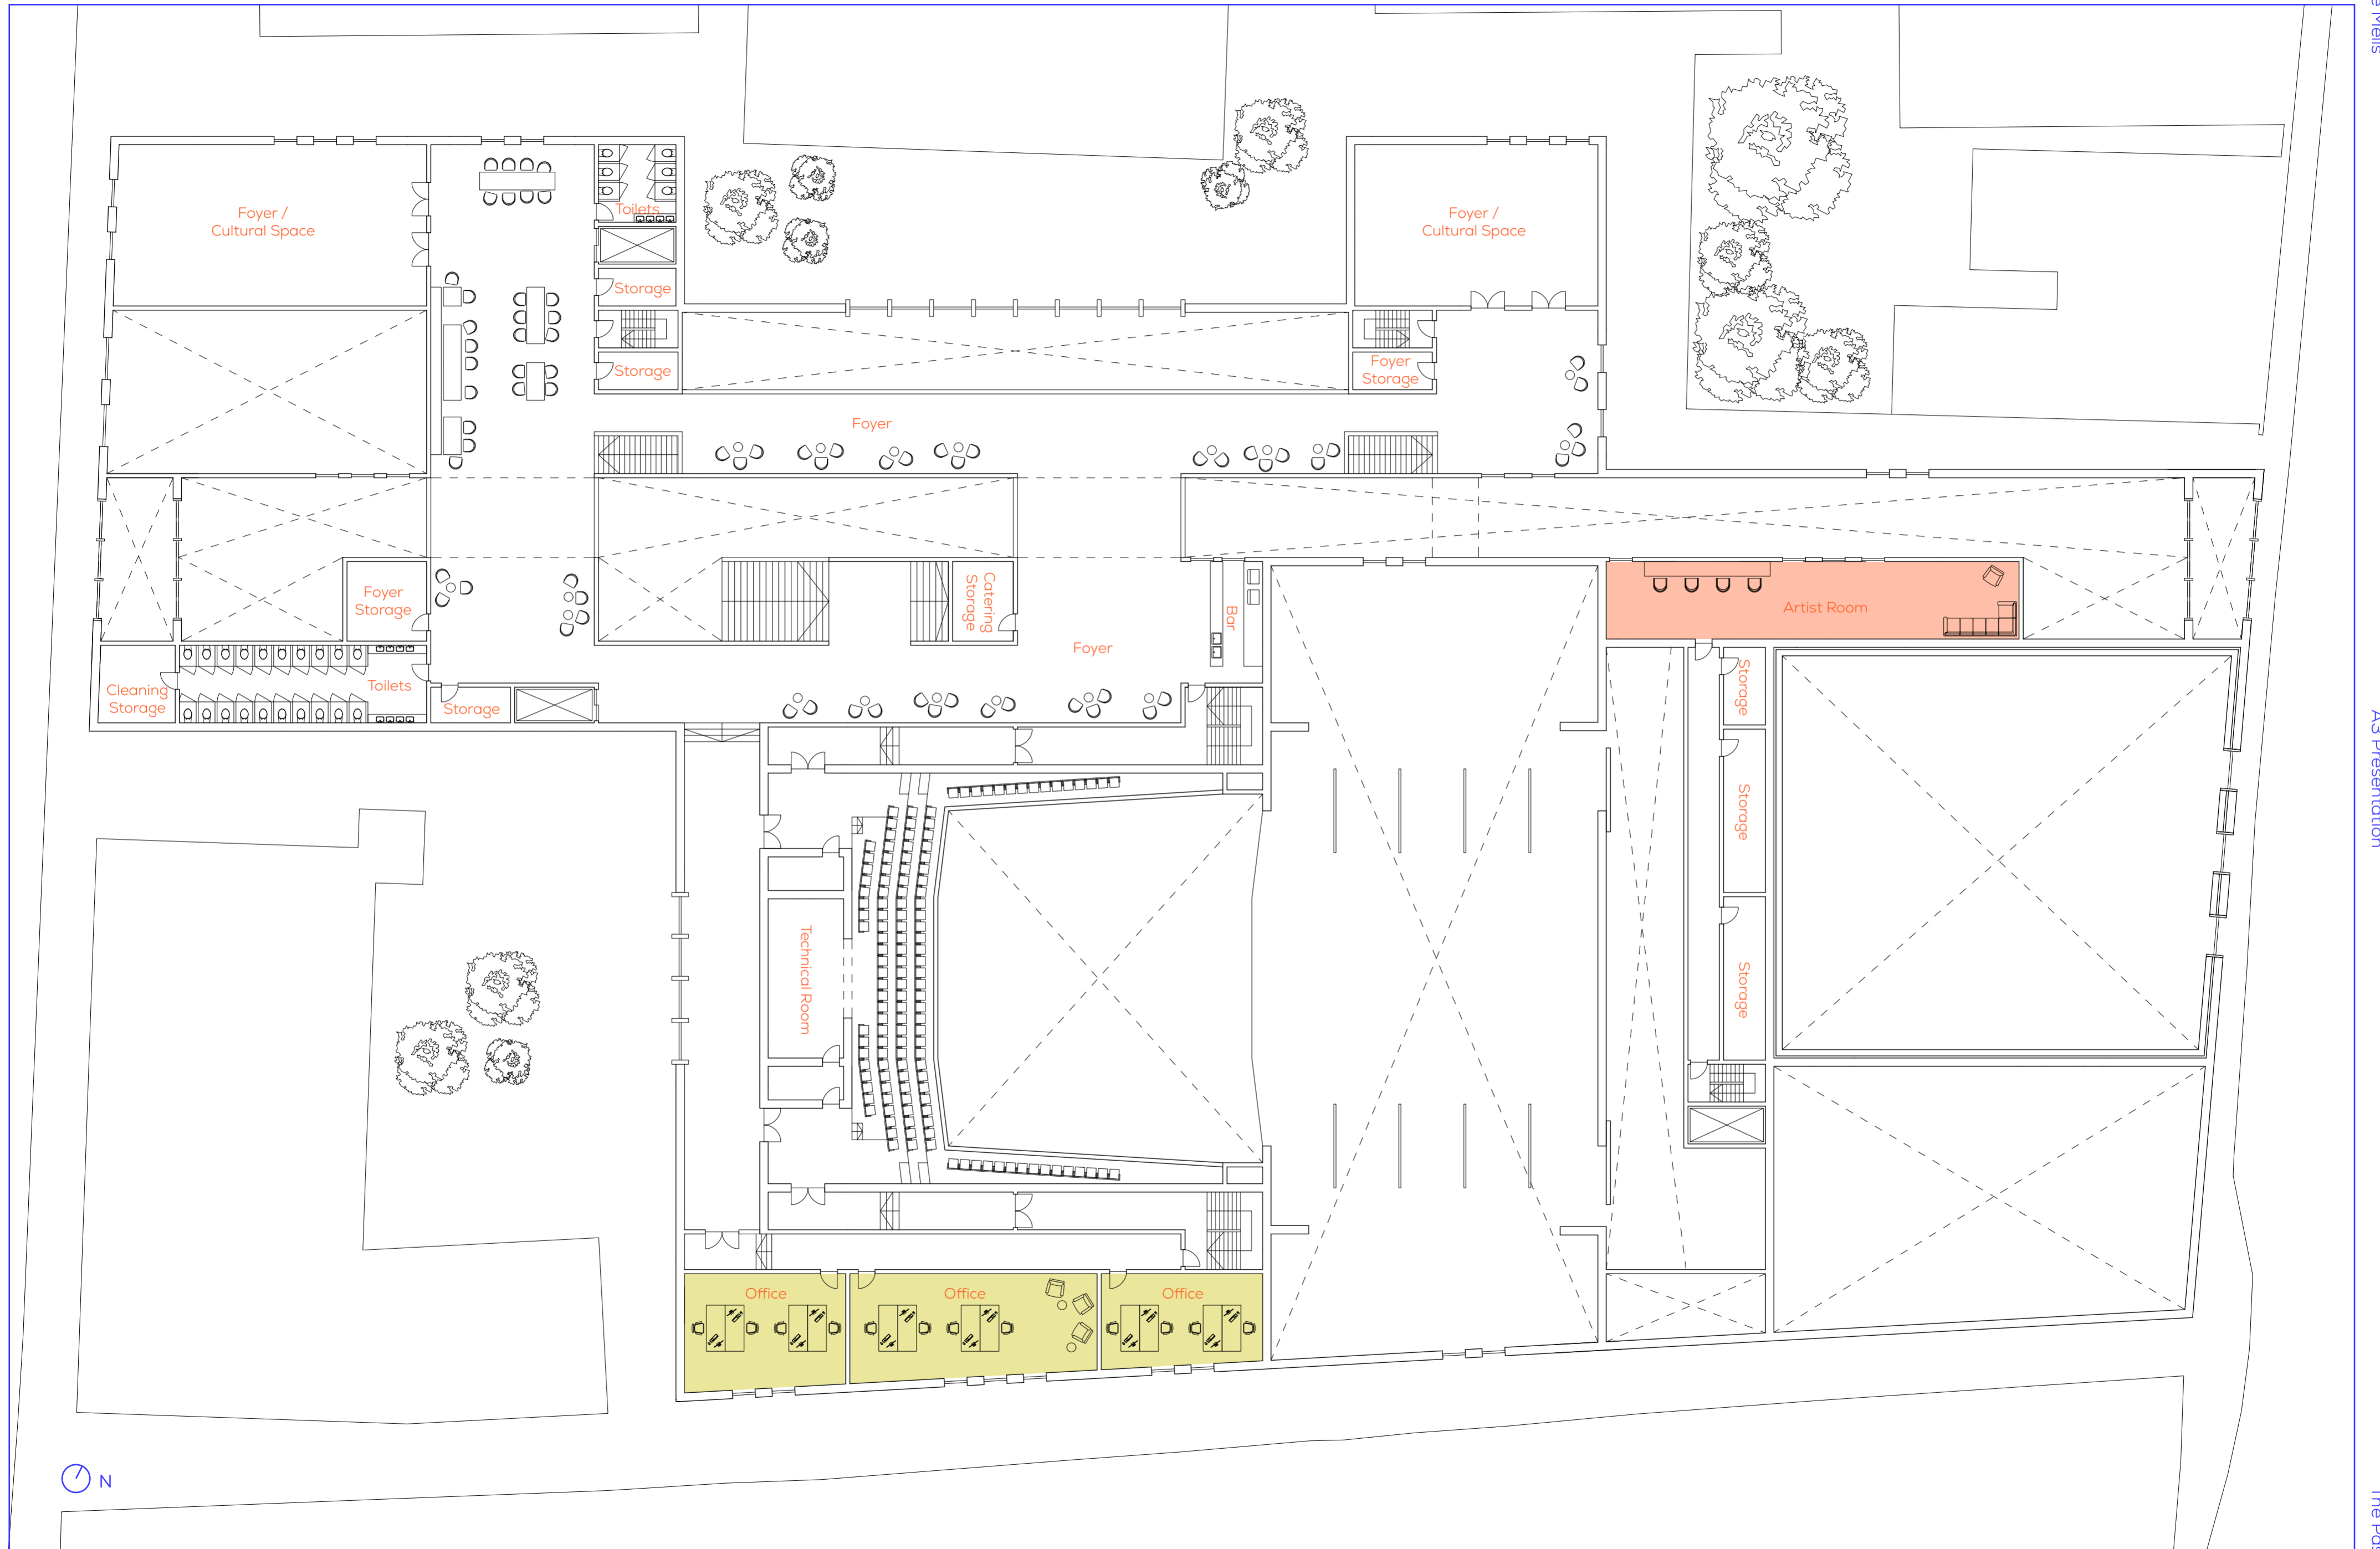 Foyer /
Cultural Space
Toilets
Storage
Storage
Foyer /
Cultural Space
Foyer
Storage
Foyer
Foyer
Storage
Catering
Storage
Bar
Foyer
Artist Room
Cleaning
Storage
Toilets
Storage
Storage
Storage
Storage
Technical Room
Office
Office
Office
N
A3 Presentation